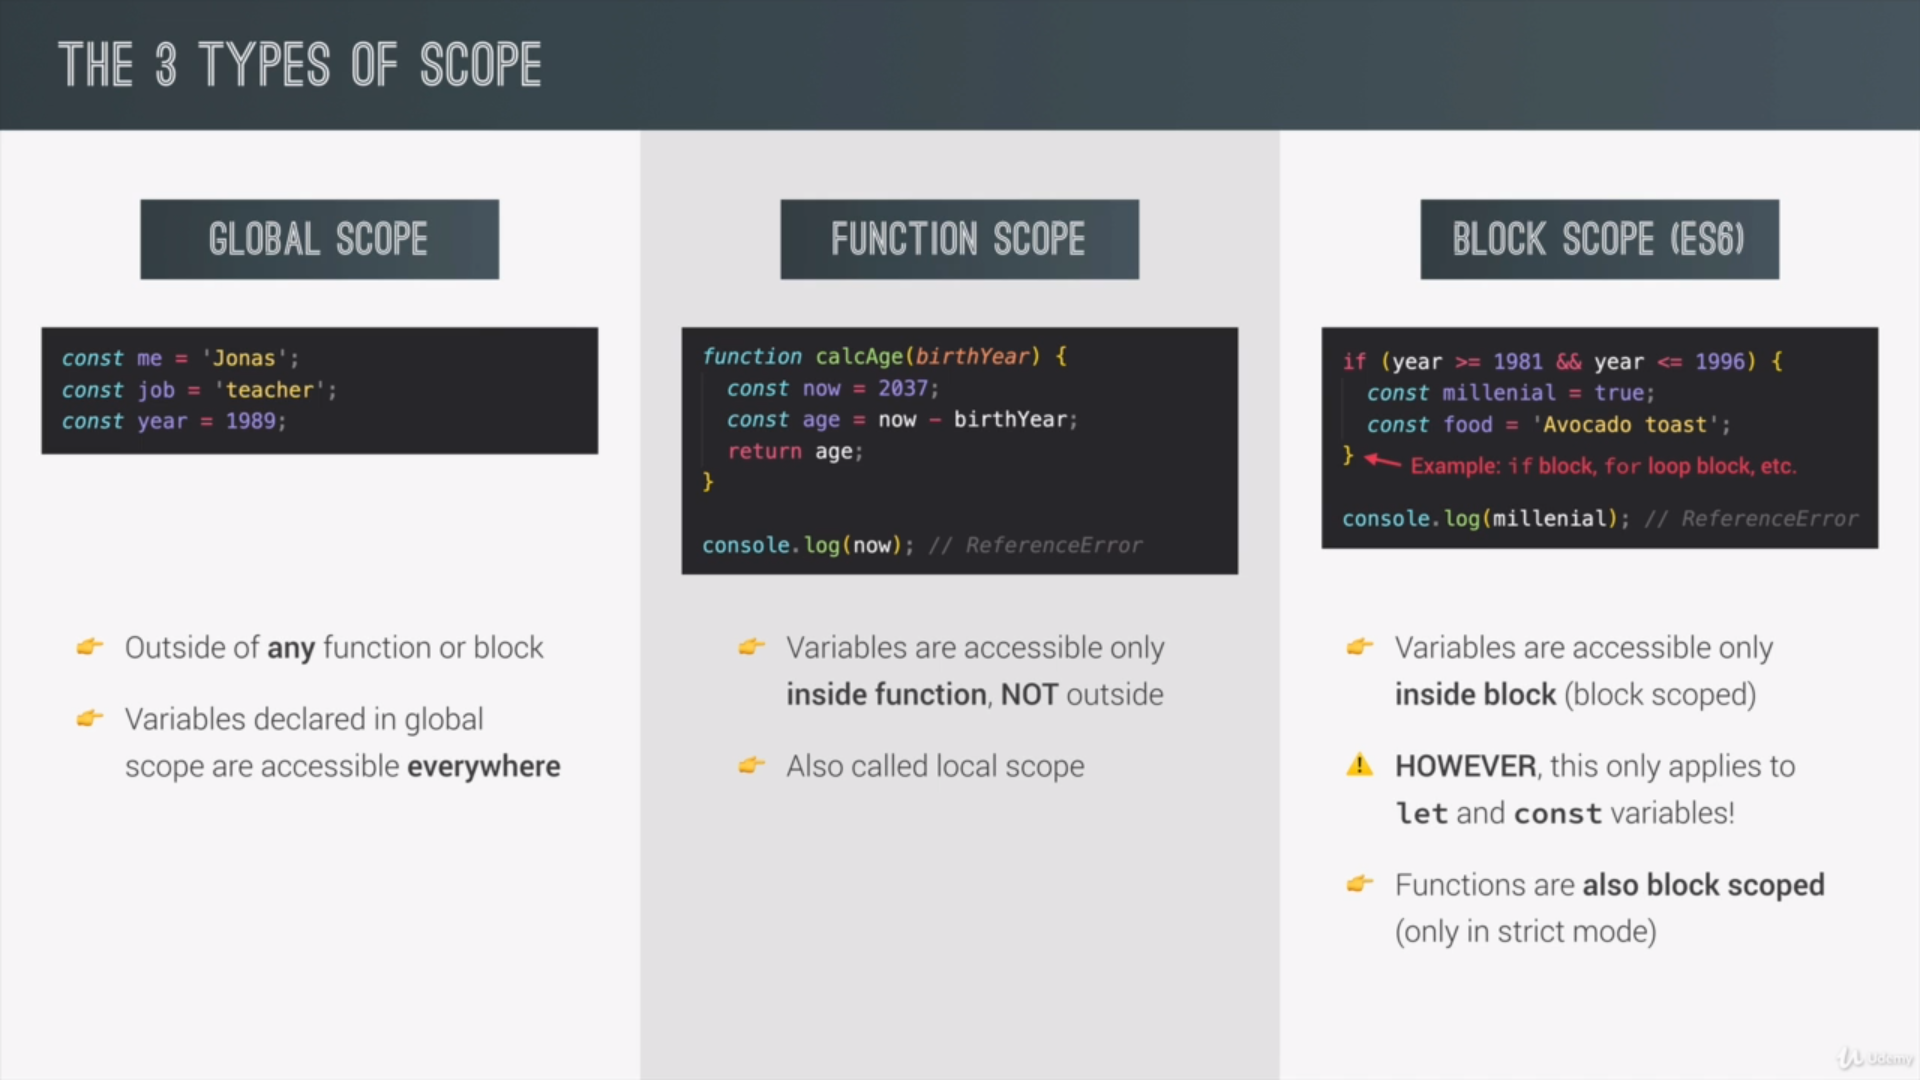 THE 3 TYPES OF SCOPE
GLOBAL SCOPE
const me = 'Jonas';
const job = 'teacher';
const year = 1989;
👉 Outside of any function or block
👉 Variables declared in global
scope are accessible everywhere
FUNCTION SCOPE
function calcAge(birthYear) {
  const now = 2037;
  const age = now − birthYear;
  return age;
}
console.log(now); // ReferenceError
👉 Variables are accessible only
inside function, NOT outside
👉 Also called local scope
BLOCK SCOPE (ES6)
if (year >= 1981 && year <= 1996) {
  const millenial = true;
  const food = 'Avocado toast';
} Example: if block, for loop block, etc.
console.log(millenial); // ReferenceError
👉 Variables are accessible only
inside block (block scoped)
⚠️ HOWEVER, this only applies to
let and const variables!
👉 Functions are also block scoped
(only in strict mode)
Udemy